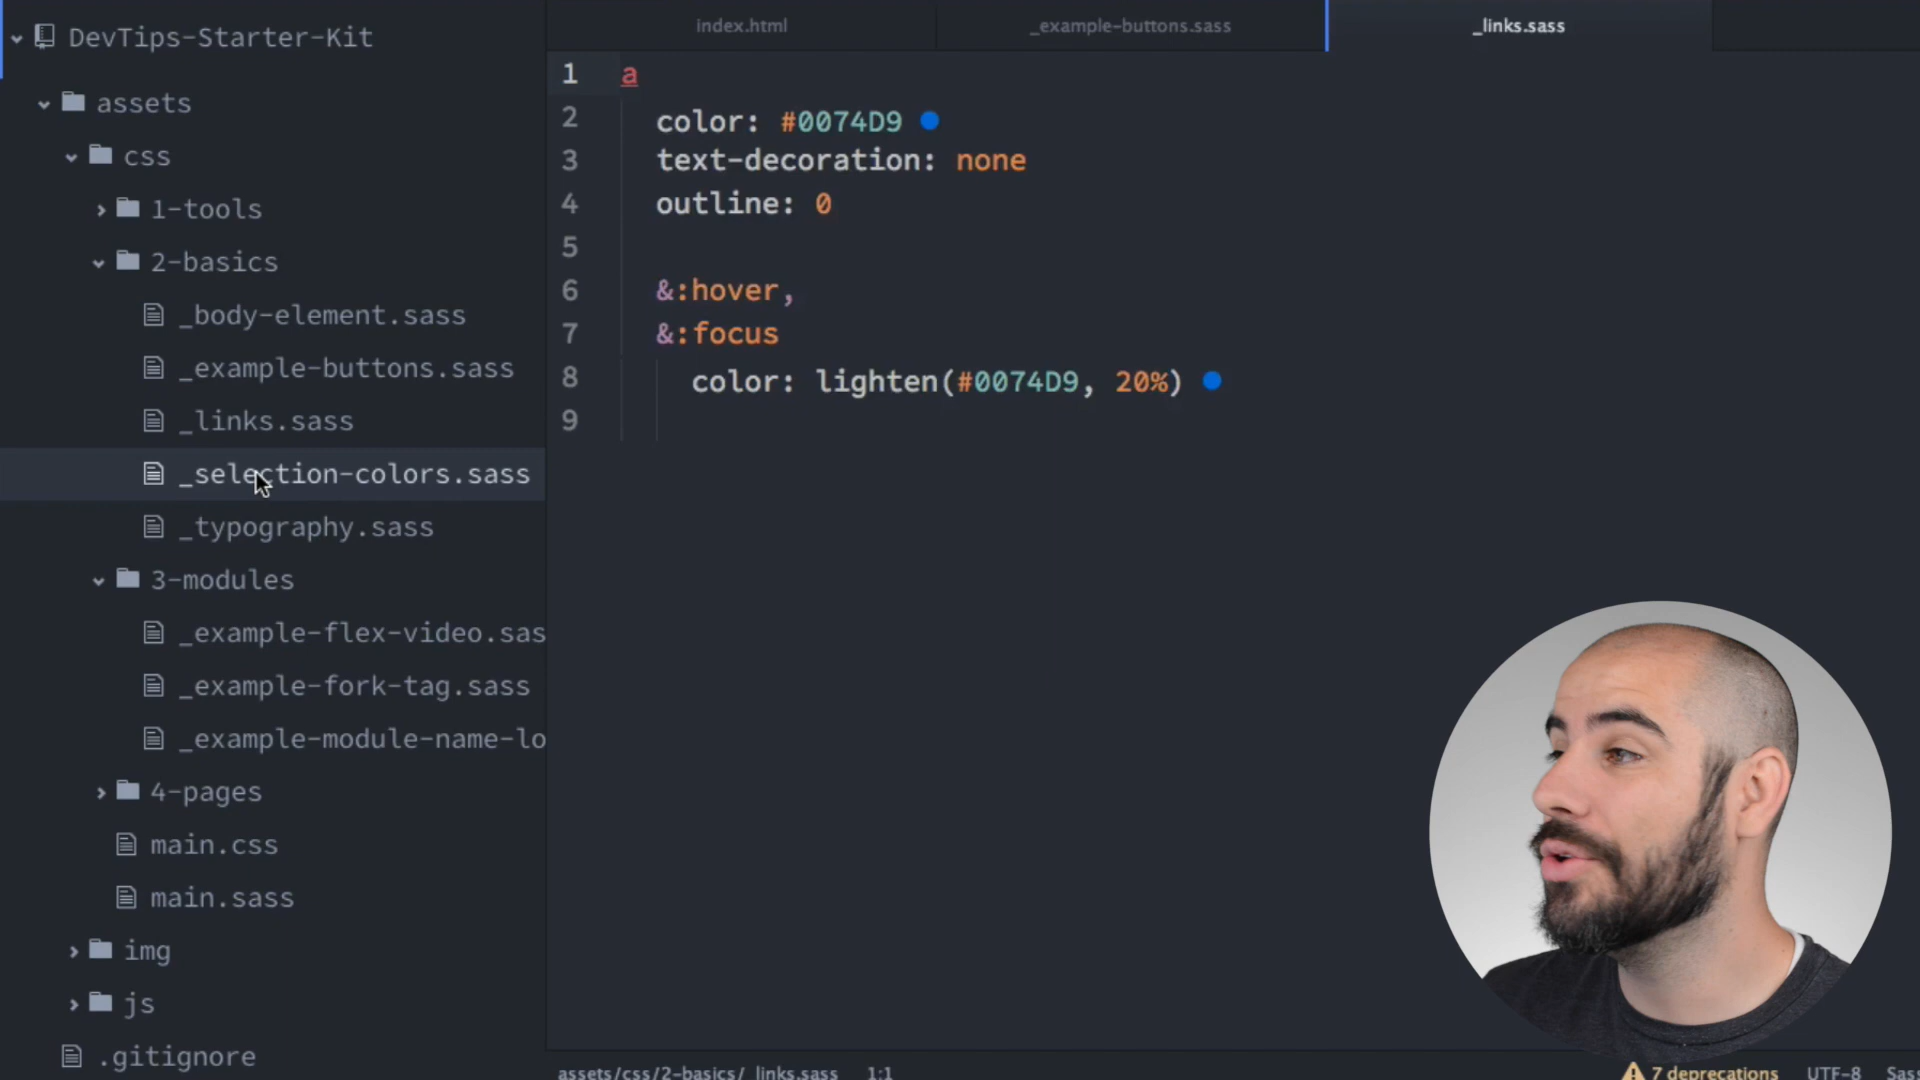 DevTips-Starter-Kit
assets
css
1-tools
2-basics
_body-element.sass
_example-buttons.sass
_links.sass
_selection-colors.sass
_typography.sass
3-modules
_example-flex-video.sas
_example-fork-tag.sass
_example-module-name-lo
4-pages
main.css
main.sass
img
js
.gitignore
index.html
_example-buttons.sass
_links.sass
1 a
2 color: #0074D9
3 text-decoration: none
4 outline: 0
5
6 &:hover,
7 &:focus
8 color: lighten(#0074D9, 20%)
9
assets/css/2-basics/_links.sass 1:1
7 deprecations UTF-8 Sass